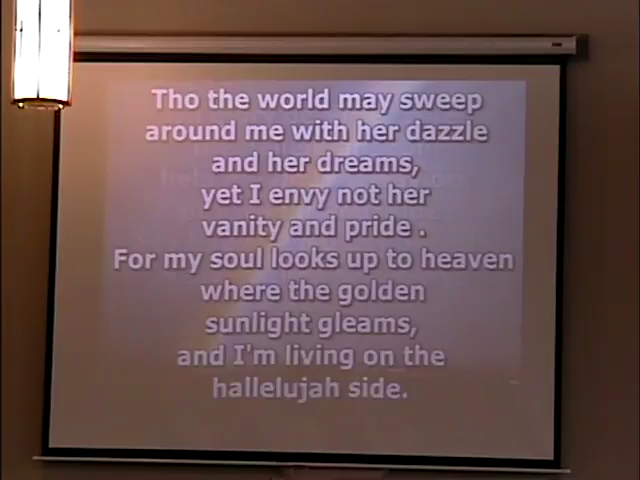 Tho the world may sweep
around me with her dazzle
and her dreams,
yet I envy not her
vanity and pride .
For my soul looks up to heaven
where the golden
sunlight gleams,
and I'm living on the
hallelujah side.